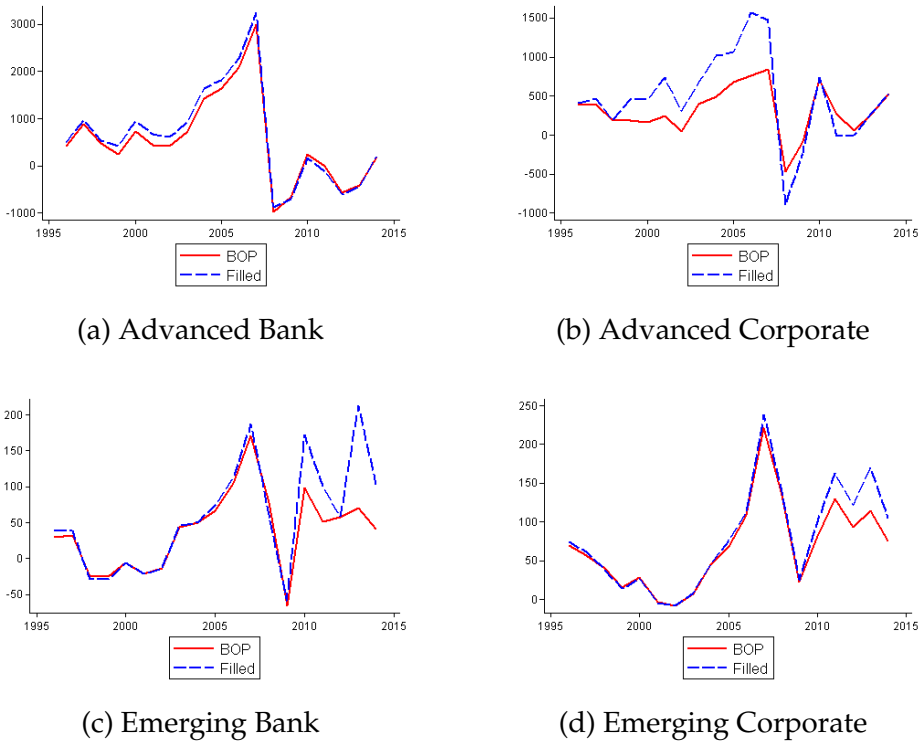 3000
2000
1000
0
-1000
1995 2000 2005 2010 2015
BOP
Filled
(a) Advanced Bank
1500
1000
500
0
-500
-1000
1995 2000 2005 2010 2015
BOP
Filled
(b) Advanced Corporate
200
150
100
50
0
-50
1995 2000 2005 2010 2015
BOP
Filled
(c) Emerging Bank
250
200
150
100
50
0
1995 2000 2005 2010 2015
BOP
Filled
(d) Emerging Corporate